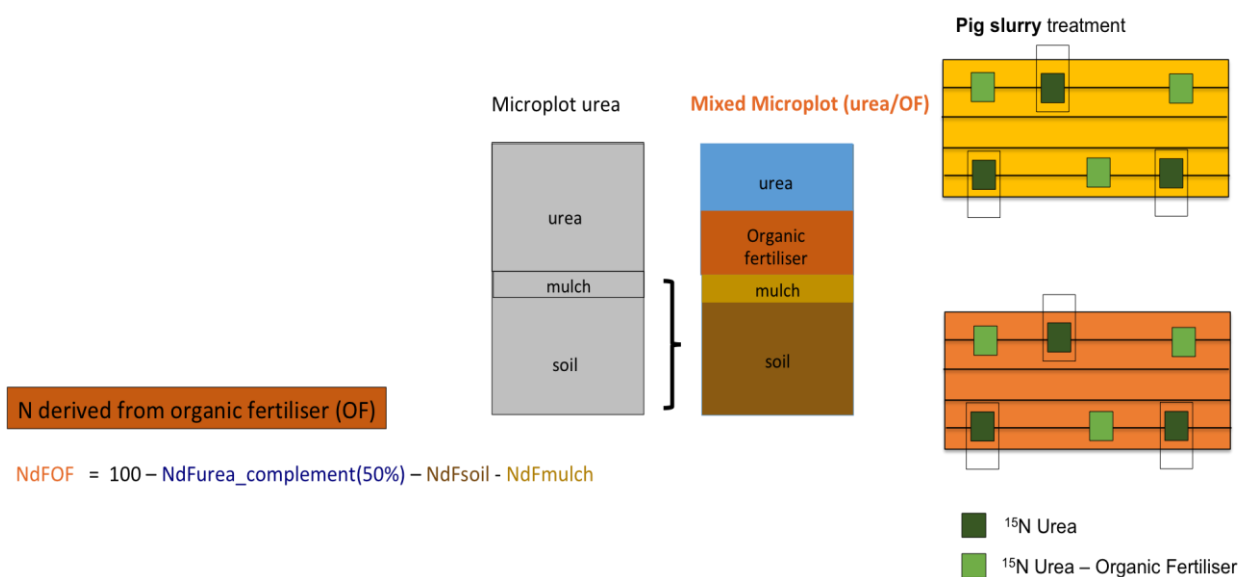 Pig slurry treatment
Microplot urea
Mixed Microplot (urea/OF)
urea
mulch
soil
urea
Organic
fertiliser
mulch
soil
N derived from organic fertiliser (OF)
NdFOF = 100 – NdFurea_complement(50%) – NdFsoil - NdFmulch
15N Urea
15N Urea – Organic Fertiliser